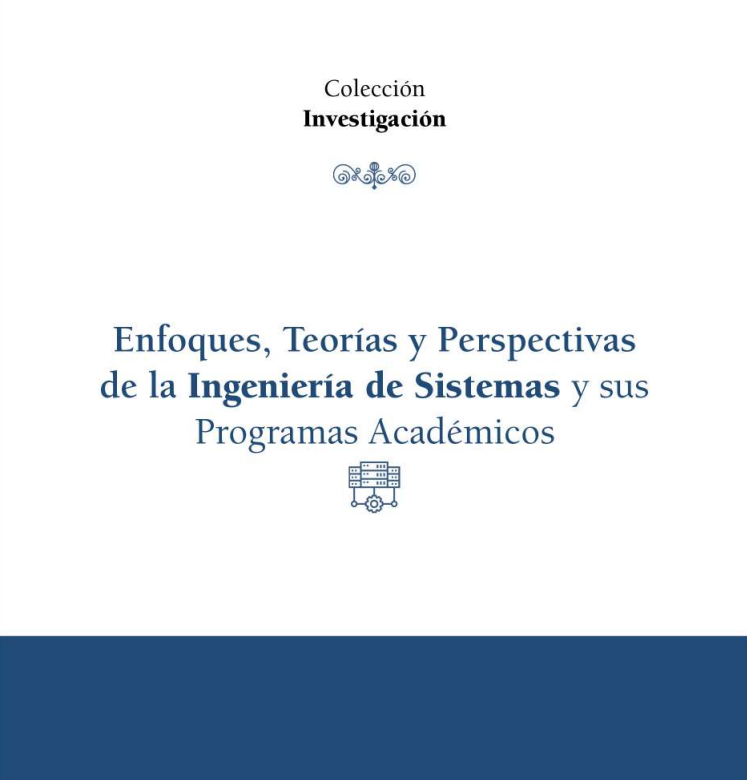 Colección
Investigación
Enfoques, Teorías y Perspectivas
de la Ingeniería de Sistemas y sus
Programas Académicos